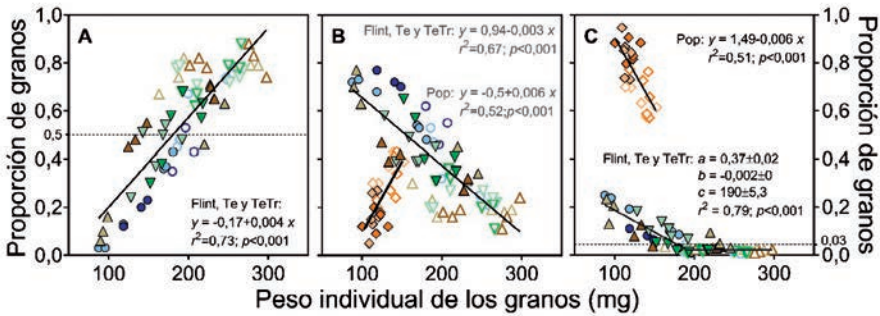 A
B
C
Proporción de granos
1,0
0,8
0,6
0,5
0,4
0,2
0,0
Flint, Te y TeTr:
y = -0,17+0,004 x
r²=0,73; p<0,001
Flint, Te y TeTr: y = 0,94-0,003 x
r²=0,67; p<0,001
Pop: y = -0,5+0,006 x
r²=0,52;p<0,001
Pop: y = 1,49-0,006 x
r²=0,51; p<0,001
Flint, Te y TeTr: a = 0,37±0,02
b = -0,002±0
c = 190±5,3
r² = 0,79; p<0,001
1,0
0,8
0,6
0,4
0,2
0,03
0,0
Proporción de granos
100 200 300 100 200 300 100 200 300
Peso individual de los granos (mg)